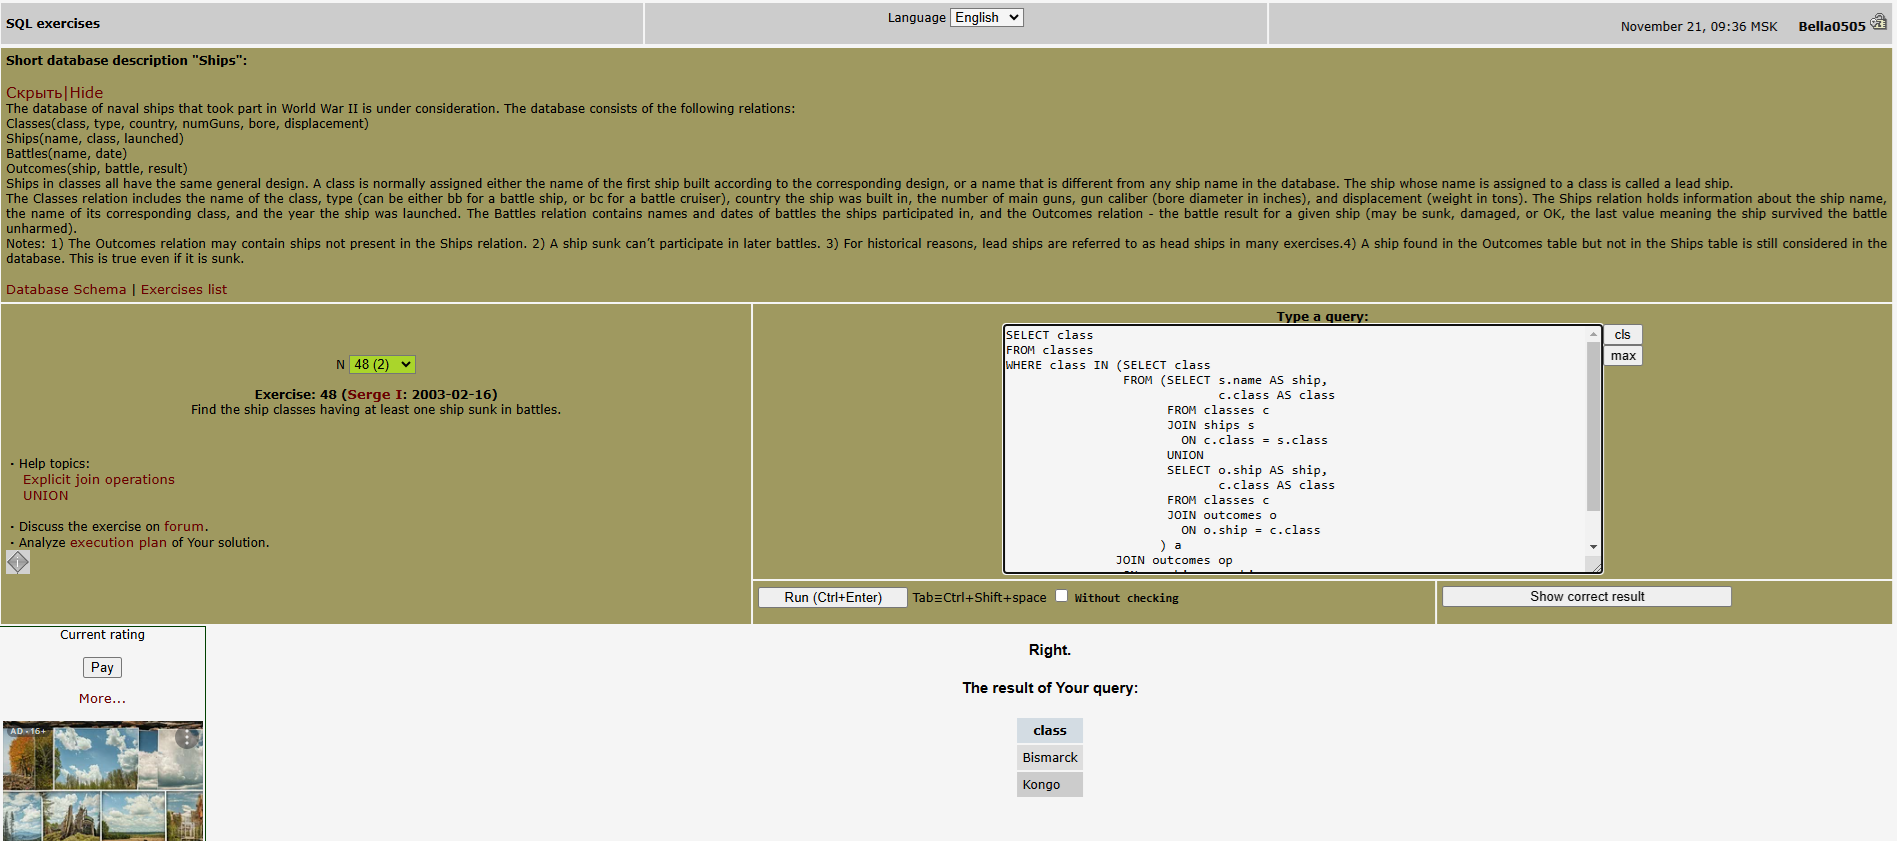 SQL exercises
Language English
November 21, 09:36 MSK Bella0505
Short database description "Ships":
Скрыть|Hide
The database of naval ships that took part in World War II is under consideration. The database consists of the following relations:
Classes(class, type, country, numGuns, bore, displacement)
Ships(name, class, launched)
Battles(name, date)
Outcomes(ship, battle, result)
Ships in classes all have the same general design. A class is normally assigned either the name of the first ship built according to the corresponding design, or a name that is different from any ship name in the database. The ship whose name is assigned to a class is called a lead ship.
The Classes relation includes the name of the class, type (can be either bb for a battle ship, or bc for a battle cruiser), country the ship was built in, the number of main guns, gun caliber (bore diameter in inches), and displacement (weight in tons). The Ships relation holds information about the ship name,
the name of its corresponding class, and the year the ship was launched. The Battles relation contains names and dates of battles the ships participated in, and the Outcomes relation - the battle result for a given ship (may be sunk, damaged, or OK, the last value meaning the ship survived the battle
unharmed).
Notes: 1) The Outcomes relation may contain ships not present in the Ships relation. 2) A ship sunk can't participate in later battles. 3) For historical reasons, lead ships are referred to as head ships in many exercises.4) A ship found in the Outcomes table but not in the Ships table is still considered in the
database. This is true even if it is sunk.
Database Schema | Exercises list
N 48 (2)
Exercise: 48 (Serge I: 2003-02-16)
Find the ship classes having at least one ship sunk in battles.
· Help topics:
Explicit join operations
UNION
· Discuss the exercise on forum.
· Analyze execution plan of Your solution.
Type a query:
SELECT class
FROM classes
WHERE class IN (SELECT class
FROM (SELECT s.name AS ship,
c.class AS class
FROM classes c
JOIN ships s
ON c.class = s.class
UNION
SELECT o.ship AS ship,
c.class AS class
FROM classes c
JOIN outcomes o
ON o.ship = c.class
) a
JOIN outcomes op
cls
max
Run (Ctrl+Enter) Tab≡Ctrl+Shift+space Without checking
Show correct result
Current rating
Pay
More...
AD · 16+
Right.
The result of Your query:
class
Bismarck
Kongo